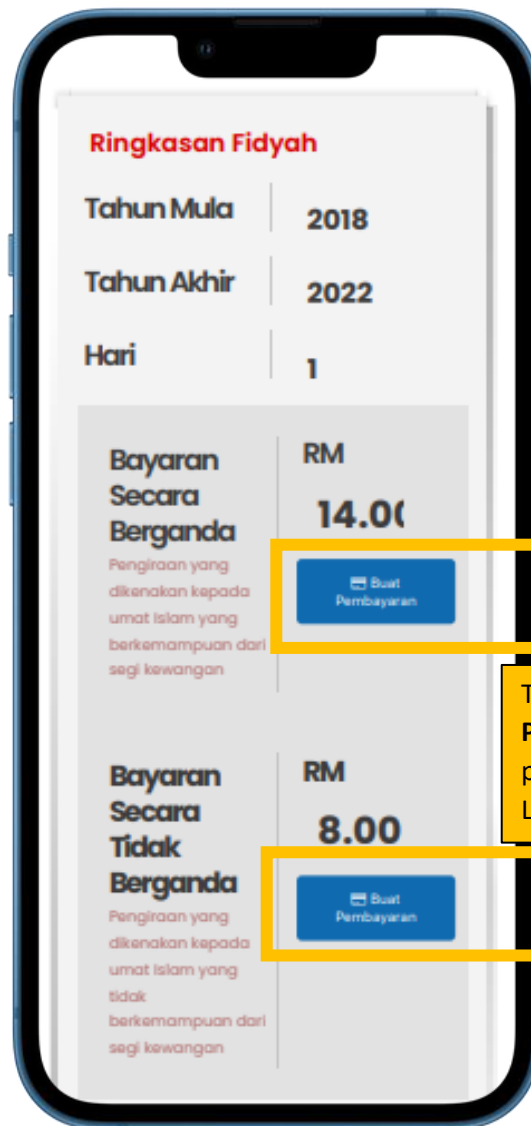 Ringkasan Fidyah
Tahun Mula 2018
Tahun Akhir 2022
Hari 1
Bayaran
Secara
Berganda
Pengiraan yang
dikenakan kepada
umat Islam yang
berkemampuan dari
segi kewangan
RM
14.0
Buat
Pembayaran
Bayaran
Secara
Tidak
Berganda
Pengiraan yang
dikenakan kepada
umat Islam yang
tidak
berkemampuan dari
segi kewangan
RM
8.00
Buat
Pembayaran